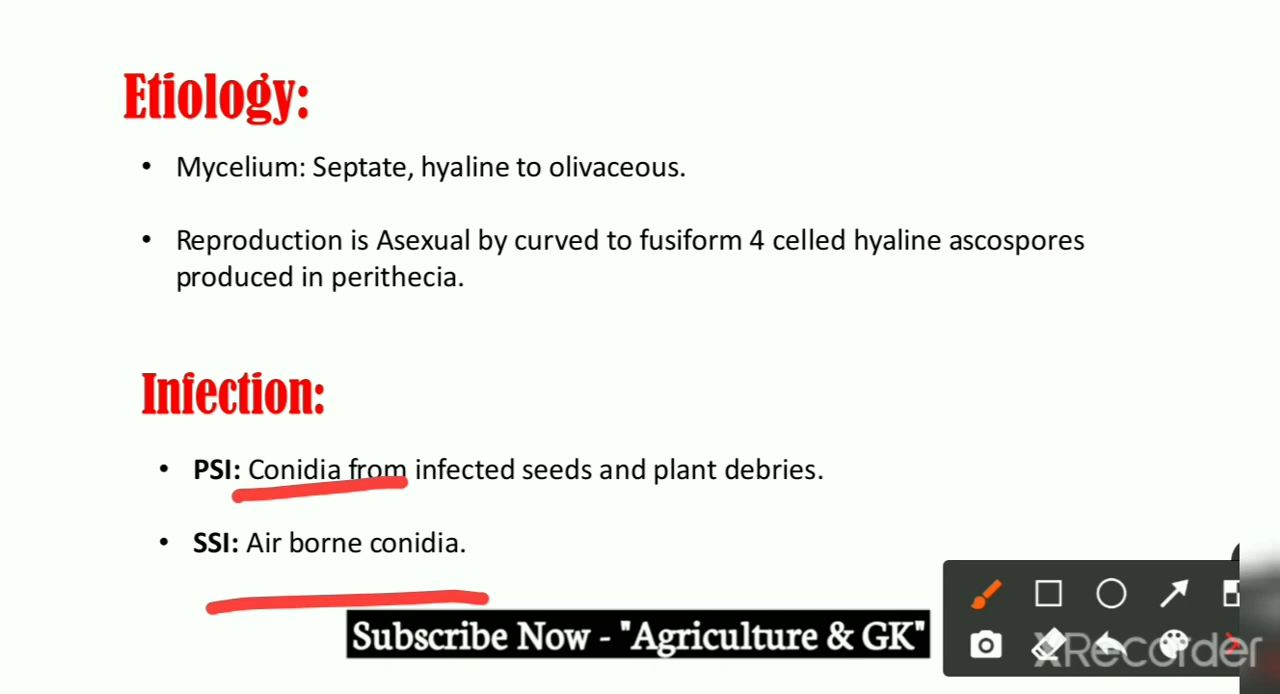 Etiology:
• Mycelium: Septate, hyaline to olivaceous.
• Reproduction is Asexual by curved to fusiform 4 celled hyaline ascospores
produced in perithecia.
Infection:
• PSI: Conidia from infected seeds and plant debries.
• SSI: Air borne conidia.
Subscribe Now - "Agriculture & GK"
XRecorder